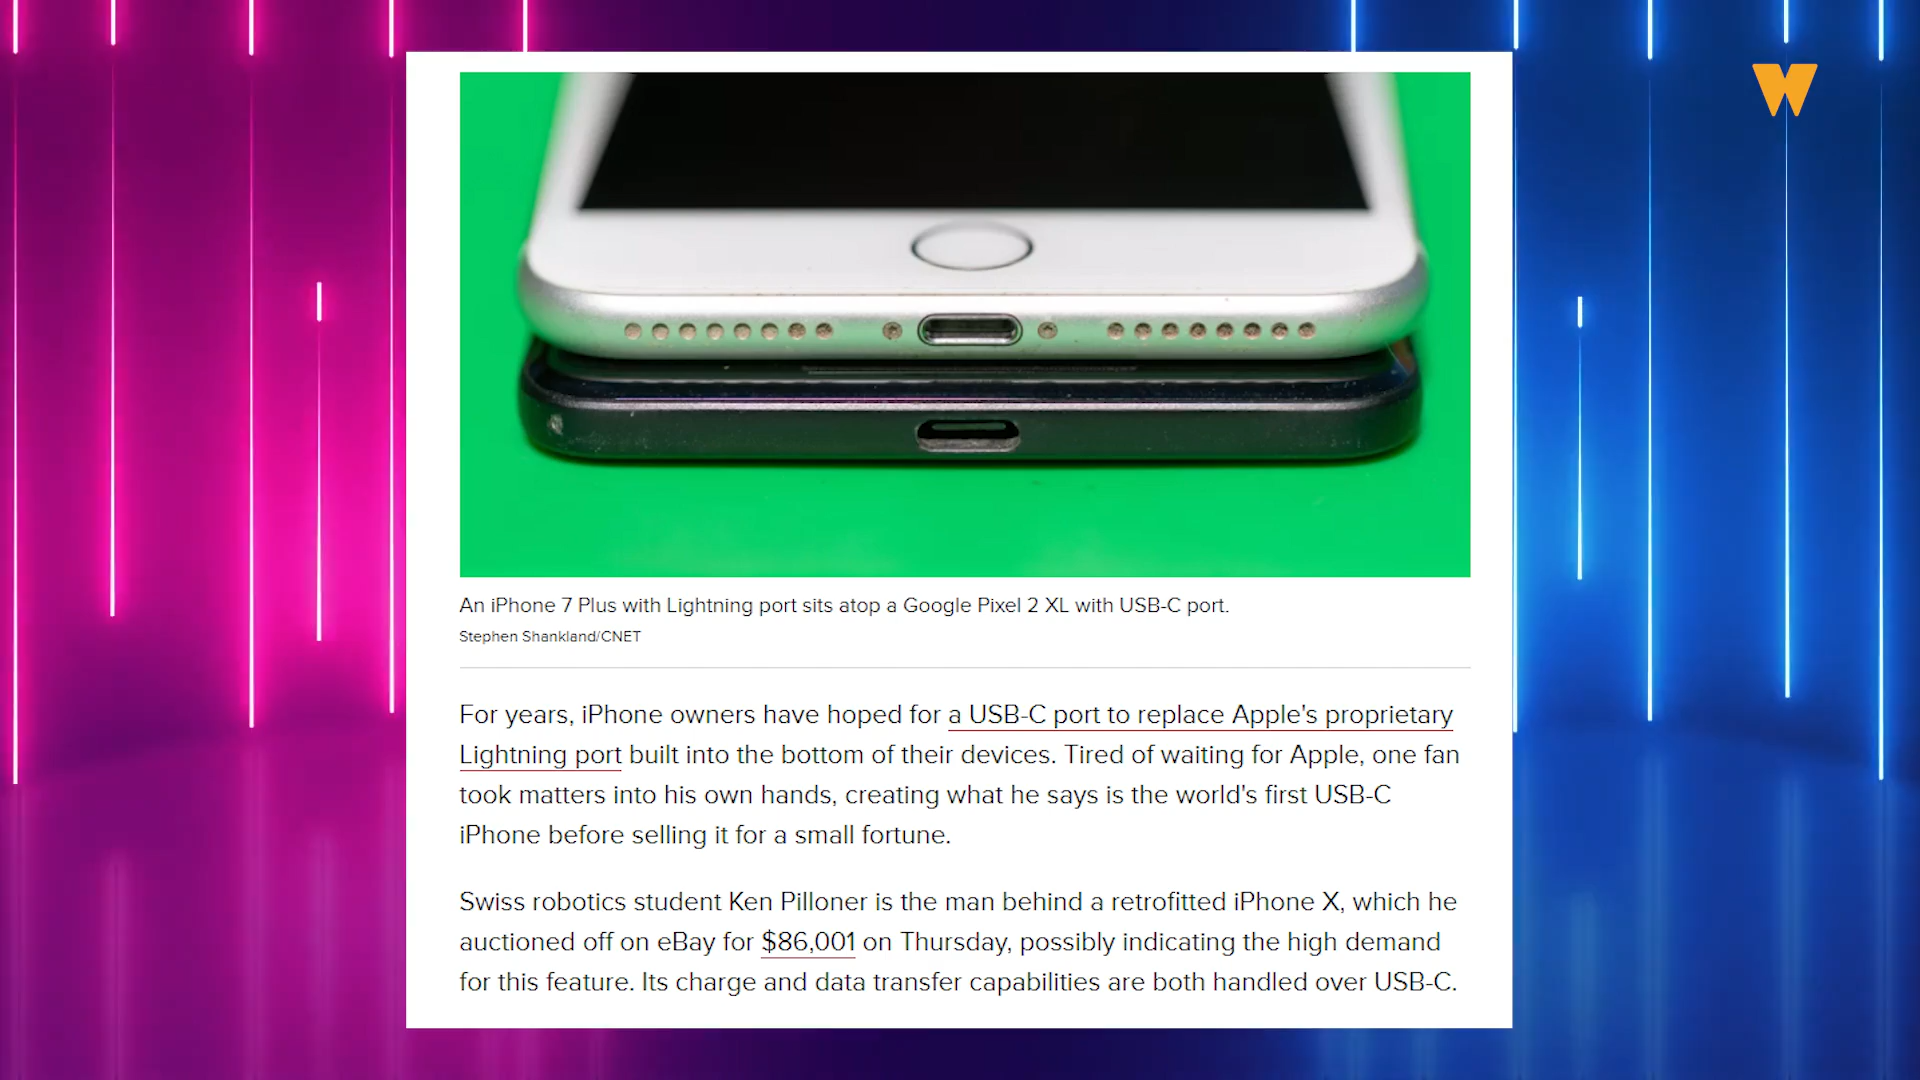 W
An iPhone 7 Plus with Lightning port sits atop a Google Pixel 2 XL with USB-C port.
Stephen Shankland/CNET
For years, iPhone owners have hoped for a USB-C port to replace Apple's proprietary
Lightning port built into the bottom of their devices. Tired of waiting for Apple, one fan
took matters into his own hands, creating what he says is the world's first USB-C
iPhone before selling it for a small fortune.
Swiss robotics student Ken Pilloner is the man behind a retrofitted iPhone X, which he
auctioned off on eBay for $86,001 on Thursday, possibly indicating the high demand
for this feature. Its charge and data transfer capabilities are both handled over USB-C.